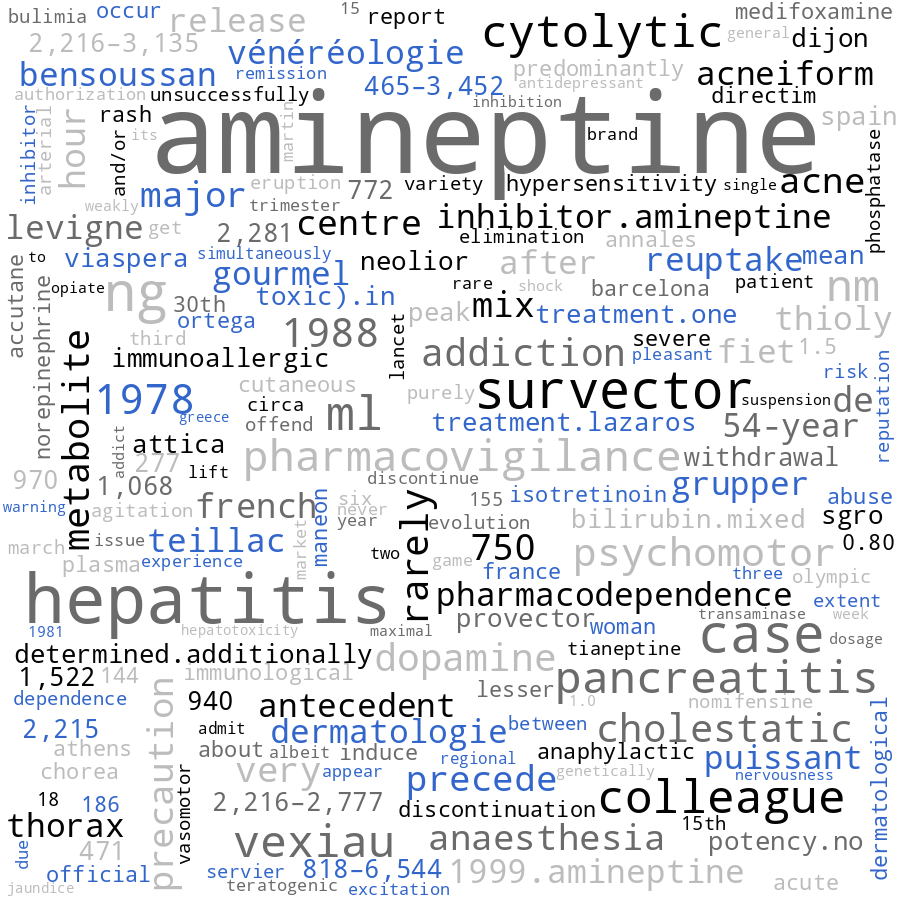 bulimia
occur
release
15
report
cytolytic
medifoxamine
general
dijon
2,216–3,135
vénéréologie
bensoussan
remission
465–3,452
predominantly
antidepressant
acneiform
authorization
unsuccessfully
inhibition
directim
inhibitor
arterial
hour
rash
and/or
its
martin
amineptine
brand
spain
phosphatase
major
eruption
772
variety
hypersensitivity
single
acne
weakly
trimester
levigne
get
2,281
centre
inhibitor.amineptine
elimination
annales
accutane
to
viaspera
simultaneously
neolior
after
reuptake
mean
opiate
ng
gourmel
toxic).in
rare
shock
barcelona
patient
nm
norepinephrine
30th
ortega
1988
peak
mix
treatment.one
thioly
third
lancet
severe
metabolite
immunoallergic
addiction
pleasant
fiet
1.5
risk
reputation
1978
cutaneous
purely
survector
suspension
de
greece
circa
offend
ml
treatment.lazaros
54-year
addict
attica
277
lift
pharmacovigilance
withdrawal
970
1,068
discontinue
155
isotretinoin
grupper
abuse
warning
agitation
french
maneon
six
never
year
rarely
evolution
bilirubin.mixed
sgro
march
issue
teillac
market
two
game
750
psychomotor
0.80
plasma
experience
france
three
olympic
hepatitis
pharmacodependence
extent
1981
hepatotoxicity
maximal
provector
woman
transaminase
week
case
dosage
determined.additionally
dopamine
tianeptine
1,522
144
immunological
lesser
pancreatitis
dependence
precaution
940
antecedent
1.0
nomifensine
2,215
admit
dermatologie
between
cholestatic
dermatological
athens
about
albeit
induce
regional
anaphylactic
puissant
chorea
vasomotor
very
appear
precede
genetically
nervousness
18
186
2,216–2,777
discontinuation
colleague
thorax
15th
due
471
vexiau
anaesthesia
potency.no
official
servier
818–6,544
1999.amineptine
acute
jaundice
teratogenic
excitation